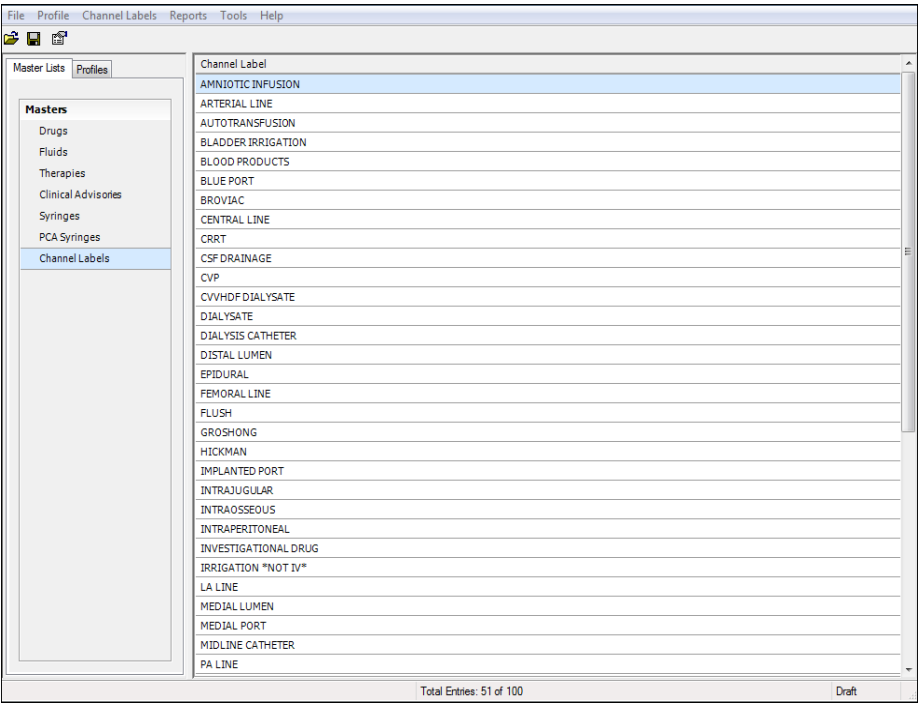 File Profile Channel Labels Reports Tools Help
Master Lists Profiles
Masters
Drugs
Fluids
Therapies
Clinical Advisories
Syringes
PCA Syringes
Channel Labels
Channel Label
AMNIOTIC INFUSION
ARTERIAL LINE
AUTOTRANSFUSION
BLADDER IRRIGATION
BLOOD PRODUCTS
BLUE PORT
BROVIAC
CENTRAL LINE
CRRT
CSF DRAINAGE
CVP
CVVHDF DIALYSATE
DIALYSATE
DIALYSIS CATHETER
DISTAL LUMEN
EPIDURAL
FEMORAL LINE
FLUSH
GROSHONG
HICKMAN
IMPLANTED PORT
INTRAJUGULAR
INTRAOSSEOUS
INTRAPERITONEAL
INVESTIGATIONAL DRUG
IRRIGATION *NOT IV*
LA LINE
MEDIAL LUMEN
MEDIAL PORT
MIDLINE CATHETER
PA LINE
Total Entries: 51 of 100 Draft